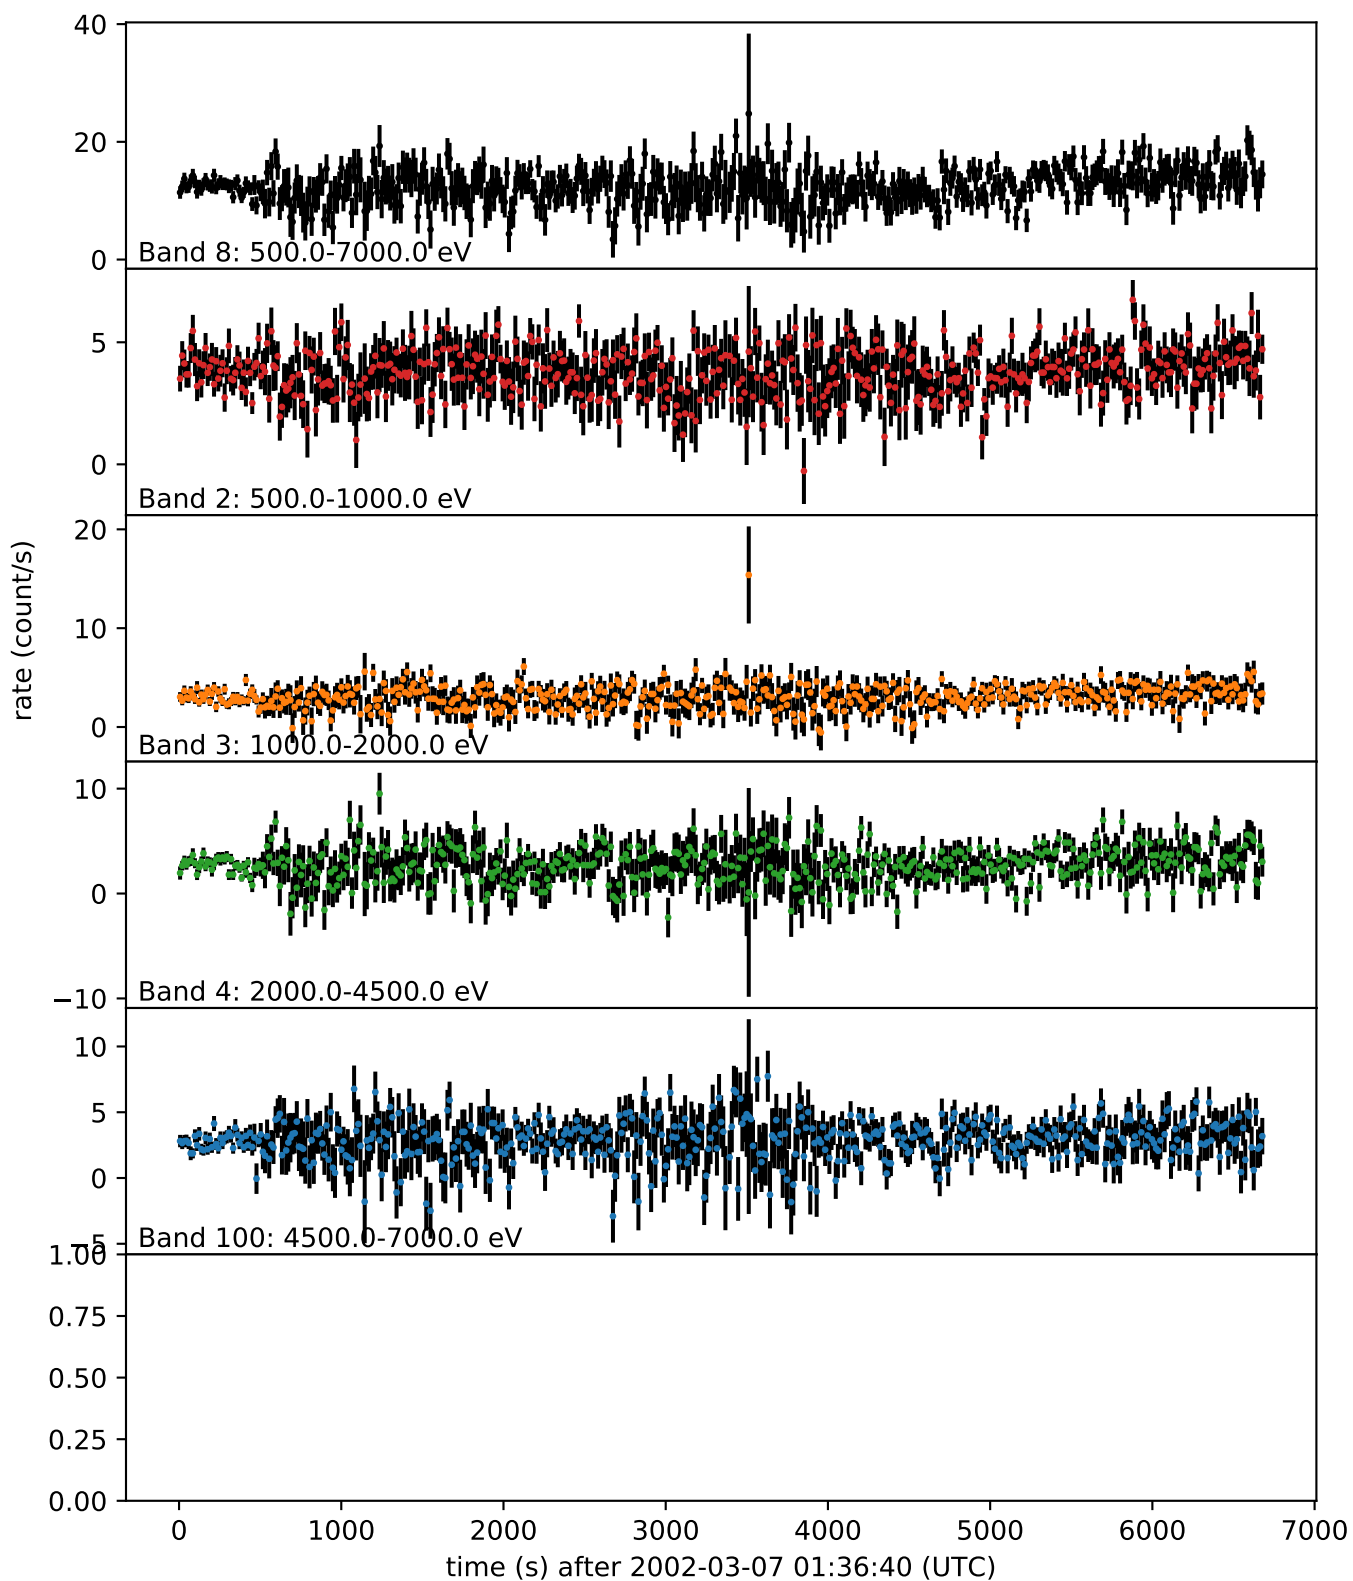 40
20
0
Band 8: 500.0-7000.0 eV
5
0
Band 2: 500.0-1000.0 eV
20
10
0
Band 3: 1000.0-2000.0 eV
rate (count/s)
10
0
−10
Band 4: 2000.0-4500.0 eV
10
5
0
−5
Band 100: 4500.0-7000.0 eV
1.00
0.75
0.50
0.25
0.00
0 1000 2000 3000 4000 5000 6000 7000
time (s) after 2002-03-07 01:36:40 (UTC)